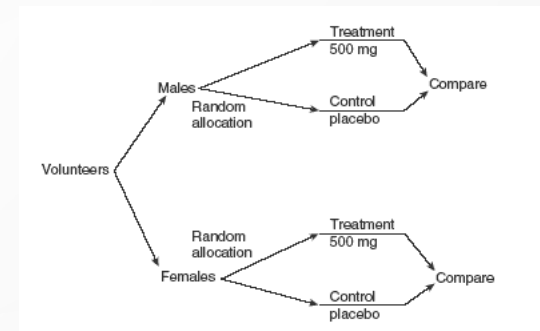 Treatment
500 mg
Males
Compare
Random
allocation
Control
placebo
Volunteers
Random
allocation
Treatment
500 mg
Females
Compare
Control
placebo